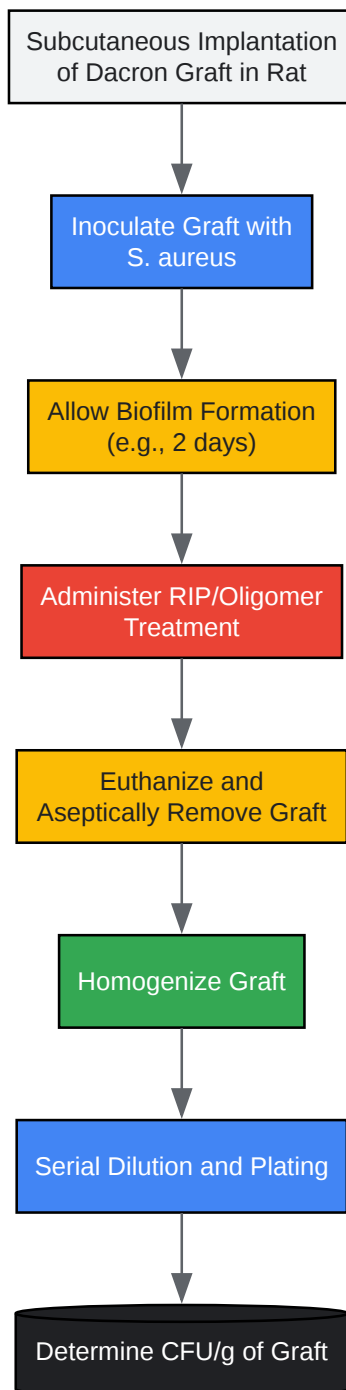 Subcutaneous Implantation
of Dacron Graft in Rat
Inoculate Graft with
S. aureus
Allow Biofilm Formation
(e.g., 2 days)
Administer RIP/Oligomer
Treatment
Euthanize and
Aseptically Remove Graft
Homogenize Graft
Serial Dilution and Plating
Determine CFU/g of Graft